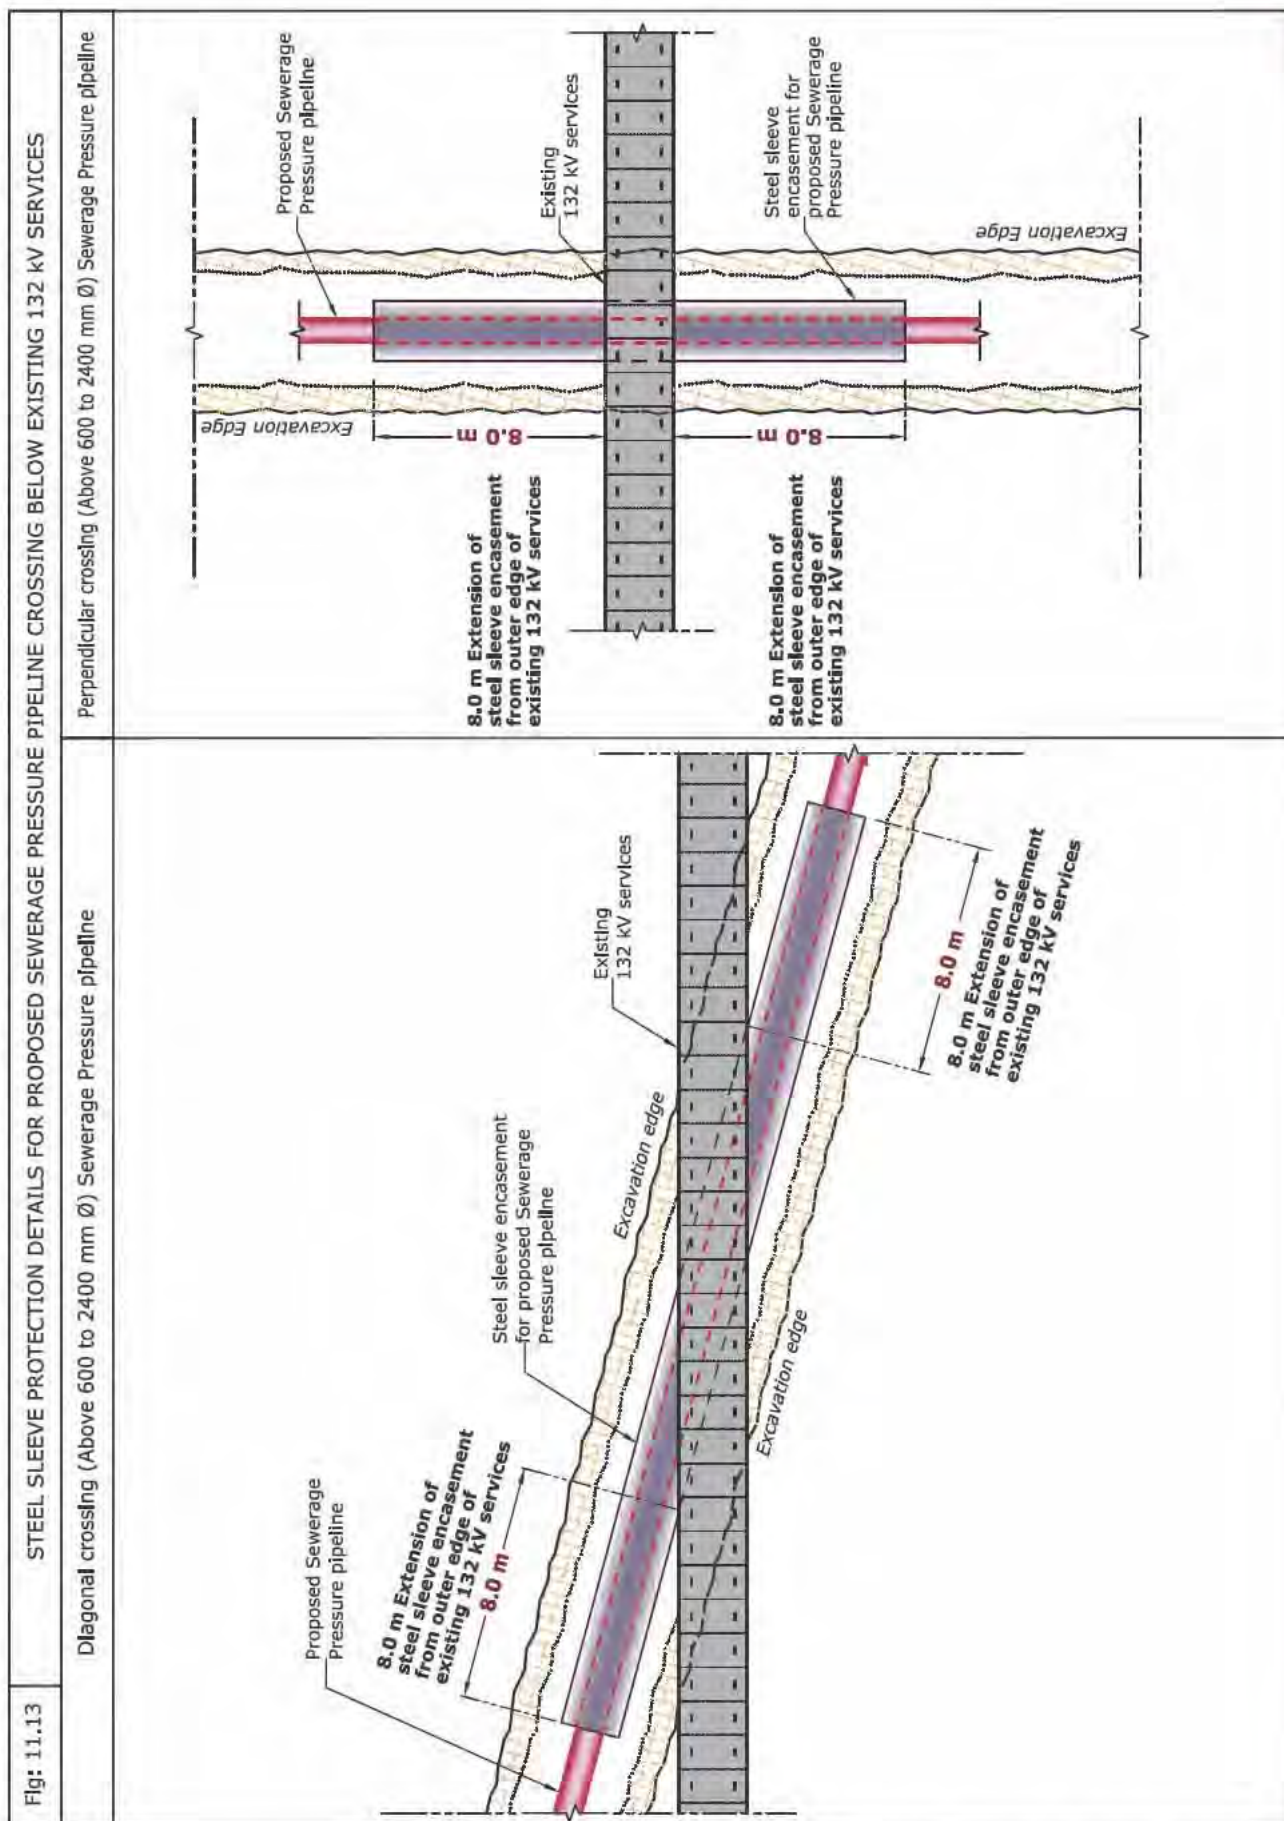 Fig: 11.13
STEEL SLEEVE PROTECTION DETAILS FOR PROPOSED SEWERAGE PRESSURE PIPELINE CROSSING BELOW EXISTING 132 kV SERVICES
Diagonal crossing (Above 600 to 2400 mm Ø) Sewerage Pressure pipeline
Perpendicular crossing (Above 600 to 2400 mm Ø) Sewerage Pressure pipeline
Proposed Sewerage
Pressure pipeline
8.0 m Extension of
steel sleeve encasement
from outer edge of
existing 132 kV services
8.0 m
Steel sleeve encasement
for proposed Sewerage
Pressure pipeline
Excavation edge
Existing
132 kV services
Excavation edge
8.0 m
8.0 m Extension of
steel sleeve encasement
from outer edge of
existing 132 kV services
Proposed Sewerage
Pressure pipeline
Excavation Edge
8.0 m
8.0 m Extension of
steel sleeve encasement
from outer edge of
existing 132 kV services
Existing
132 kV services
8.0 m
8.0 m Extension of
steel sleeve encasement
from outer edge of
existing 132 kV services
Steel sleeve
encasement for
proposed Sewerage
Pressure pipeline
Excavation Edge